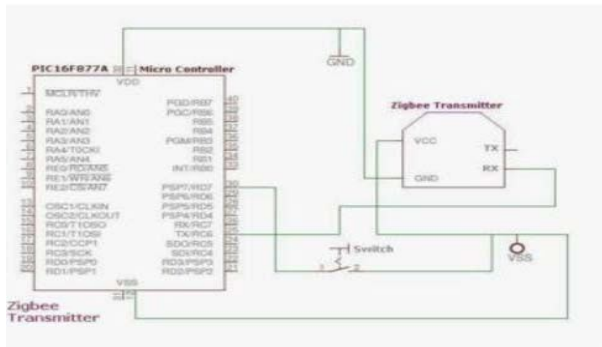 PIC16F877A
Micro Controller
VDD
GND
MCLR/THV
RA0/AN0
RA1/AN1
RA2/AN2
RA3/AN3
RA4/T0CKI
RA5/AN4
RE0/RD/AN5
RE1/WR/AN6
RE2/CS/AN7
OSC1/CLKIN
OSC2/CLKOUT
RC0/T1OSO
RC1/T1OSI
RC2/CCP1
RC3/SCK
RD0/PSP0
RD1/PSP1
VSS
PGD/RB7
PGC/RB6
RB5
RB4
PGM/RB3
RB2
RB1
INT/RB0
PSP7/RD7
PSP6/RD6
PSP5/RD5
PSP4/RD4
RX/RC7
TX/RC6
SDO/RC5
SDI/RC4
RD3/PSP3
RD2/PSP2
Zigbee Transmitter
VCC
TX
RX
GND
Switch
1 2
VSS
Zigbee
Transmitter